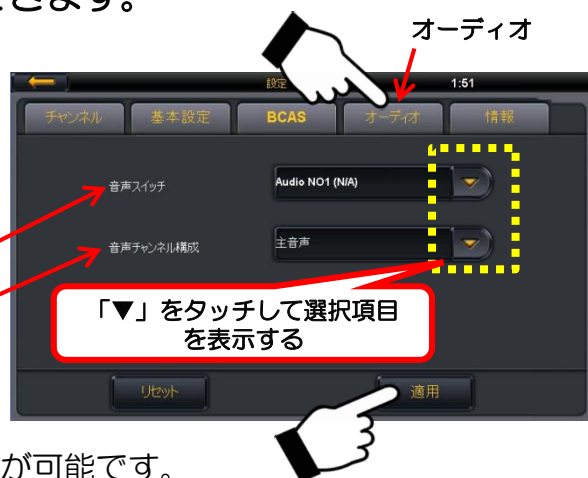 できます。
オーディオ
設定 1:51
チャンネル 基本設定 BCAS オーディオ 情報
音声スイッチ Audio NO1 (N/A)
音声チャンネル構成 主音声
「▼」をタッチして選択項目
を表示する
リセット 適用
が可能です。